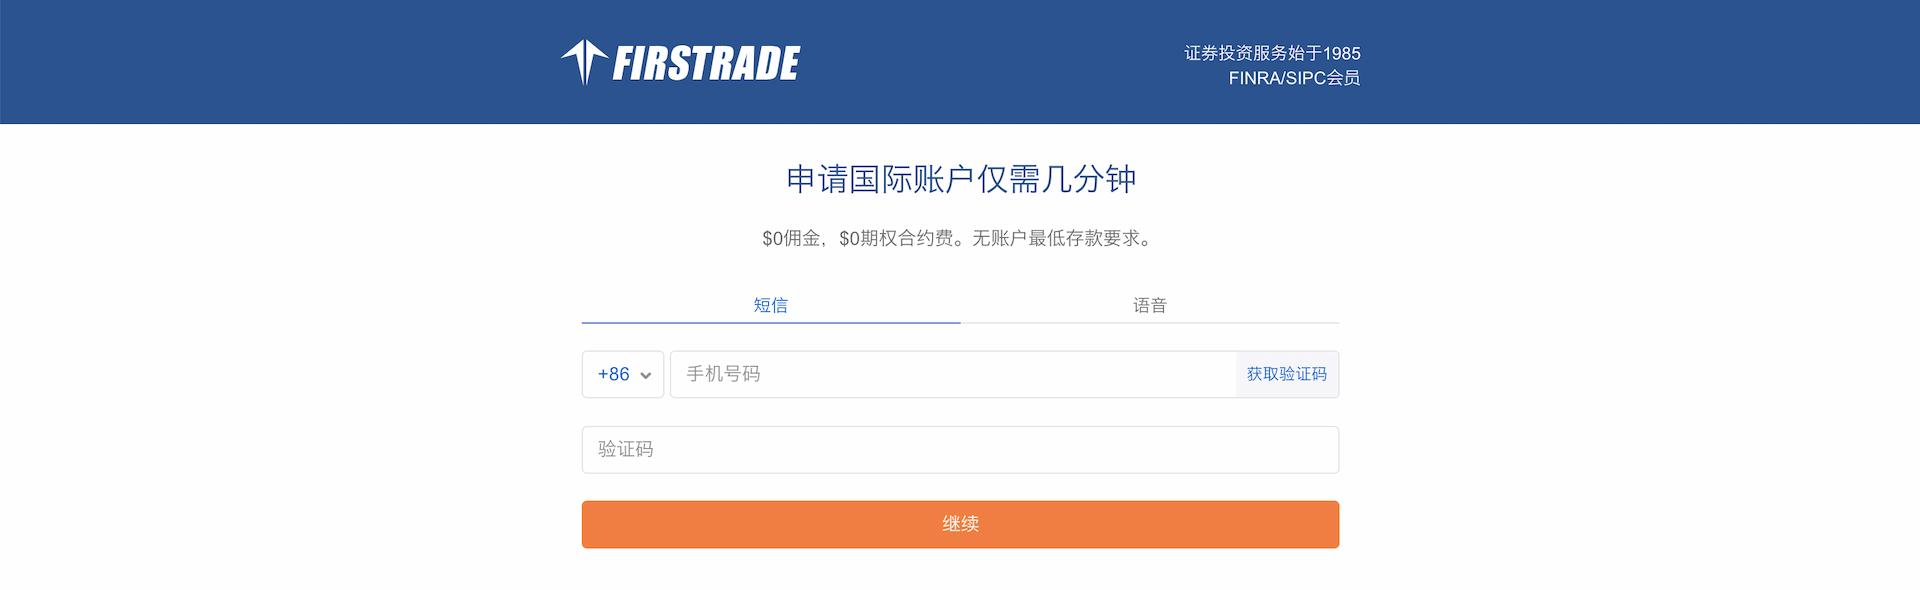 FIRSTRADE
证券投资服务始于1985
FINRA/SIPC会员
申请国际账户仅需几分钟
$0佣金，$0期权合约费。无账户最低存款要求。
短信
语音
+86
手机号码
获取验证码
验证码
继续